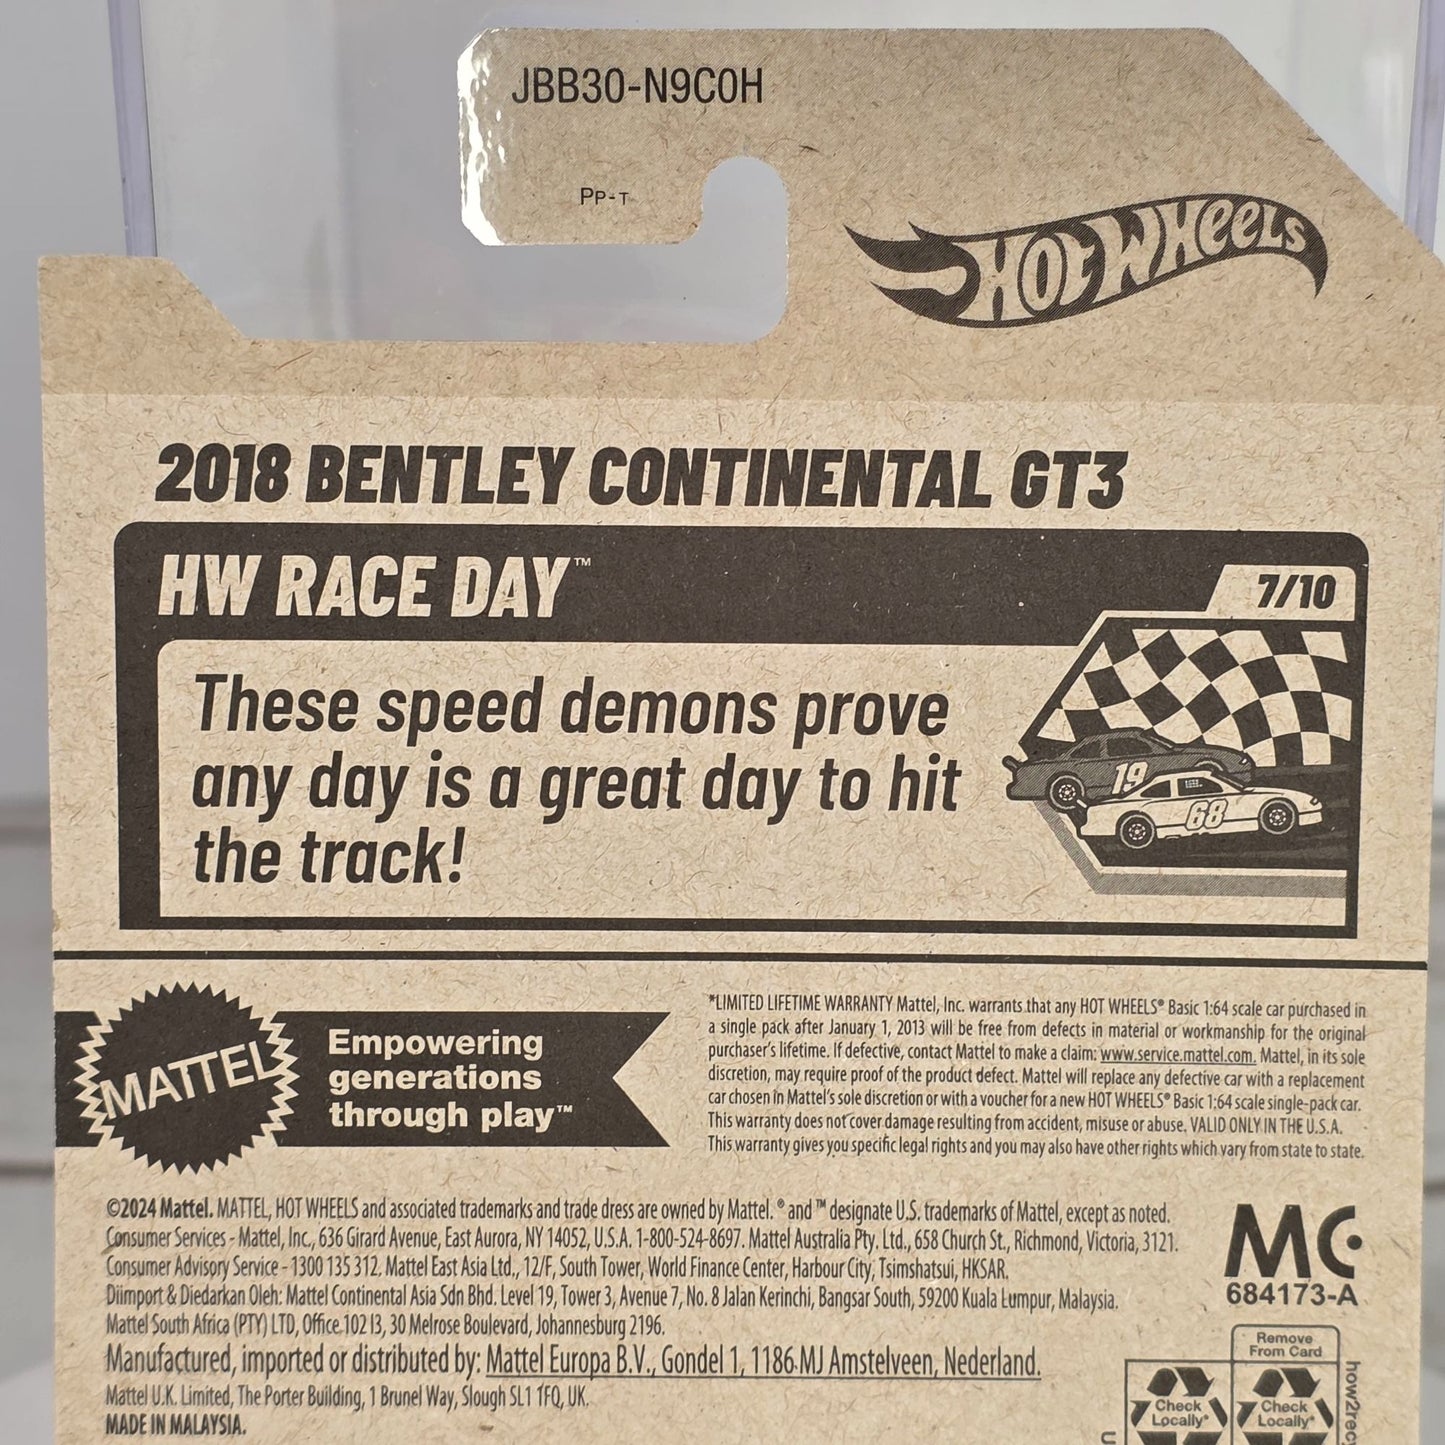 JBB30-N9C0H
PP-T
HOT WHEELS
2018 BENTLEY CONTINENTAL GT3
HW RACE DAY™
7/10
These speed demons prove
any day is a great day to hit
the track!
19
68
MATTEL
Empowering
generations
through play™
*LIMITED LIFETIME WARRANTY Mattel, Inc. warrants that any HOT WHEELS® Basic 1:64 scale car purchased in
a single pack after January 1, 2013 will be free from defects in material or workmanship for the original
purchaser's lifetime. If defective, contact Mattel to make a claim: www.service.mattel.com. Mattel, in its sole
discretion, may require proof of the product defect. Mattel will replace any defective car with a replacement
car chosen in Mattel's sole discretion or with a voucher for a new HOT WHEELS® Basic 1:64 scale single-pack car.
This warranty does not cover damage resulting from accident, misuse or abuse. VALID ONLY IN THE U.S.A.
This warranty gives you specific legal rights and you may also have other rights which vary from state to state.
©2024 Mattel. MATTEL, HOT WHEELS and associated trademarks and trade dress are owned by Mattel. ® and ™ designate U.S. trademarks of Mattel, except as noted.
Consumer Services - Mattel, Inc., 636 Girard Avenue, East Aurora, NY 14052, U.S.A. 1-800-524-8697. Mattel Australia Pty. Ltd., 658 Church St., Richmond, Victoria, 3121.
Consumer Advisory Service - 1300 135 312. Mattel East Asia Ltd., 12/F, South Tower, World Finance Center, Harbour City, Tsimshatsui, HKSAR.
Diimport & Diedarkan Oleh: Mattel Continental Asia Sdn Bhd. Level 19, Tower 3, Avenue 7, No. 8 Jalan Kerinchi, Bangsar South, 59200 Kuala Lumpur, Malaysia.
Mattel South Africa (PTY) LTD, Office 102 I3, 30 Melrose Boulevard, Johannesburg 2196.
Manufactured, imported or distributed by: Mattel Europa B.V., Gondel 1, 1186 MJ Amstelveen, Nederland.
Mattel U.K. Limited, The Porter Building, 1 Brunel Way, Slough SL1 1FQ, UK.
MADE IN MALAYSIA.
MC
684173-A
Remove
From Card
Check
Locally*
Check
Locally*